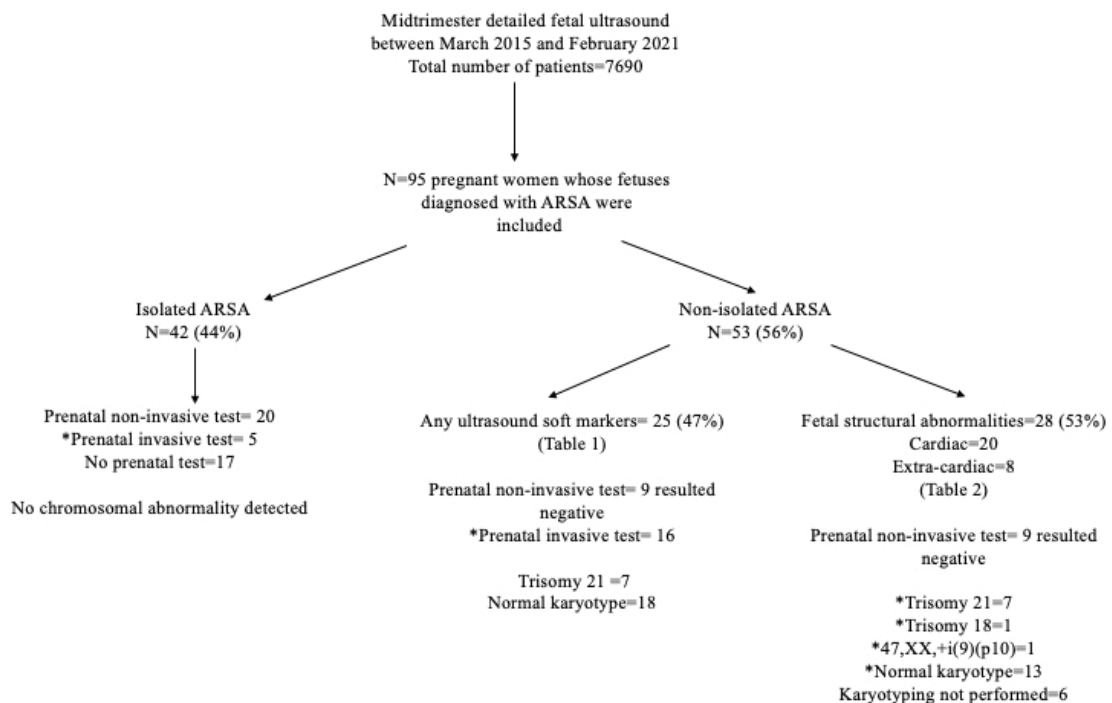 Midtrimester detailed fetal ultrasound
between March 2015 and February 2021
Total number of patients=7690
N=95 pregnant women whose fetuses
diagnosed with ARSA were
included
Isolated ARSA
N=42 (44%)
Non-isolated ARSA
N=53 (56%)
Prenatal non-invasive test= 20
*Prenatal invasive test= 5
No prenatal test=17
No chromosomal abnormality detected
Any ultrasound soft markers= 25 (47%)
(Table 1)
Prenatal non-invasive test= 9 resulted
negative
*Prenatal invasive test= 16
Trisomy 21 =7
Normal karyotype=18
Fetal structural abnormalities=28 (53%)
Cardiac=20
Extra-cardiac=8
(Table 2)
Prenatal non-invasive test= 9 resulted
negative
*Trisomy 21=7
*Trisomy 18=1
*47,XX,+i(9)(p10)=1
*Normal karyotype=13
Karyotyping not performed=6